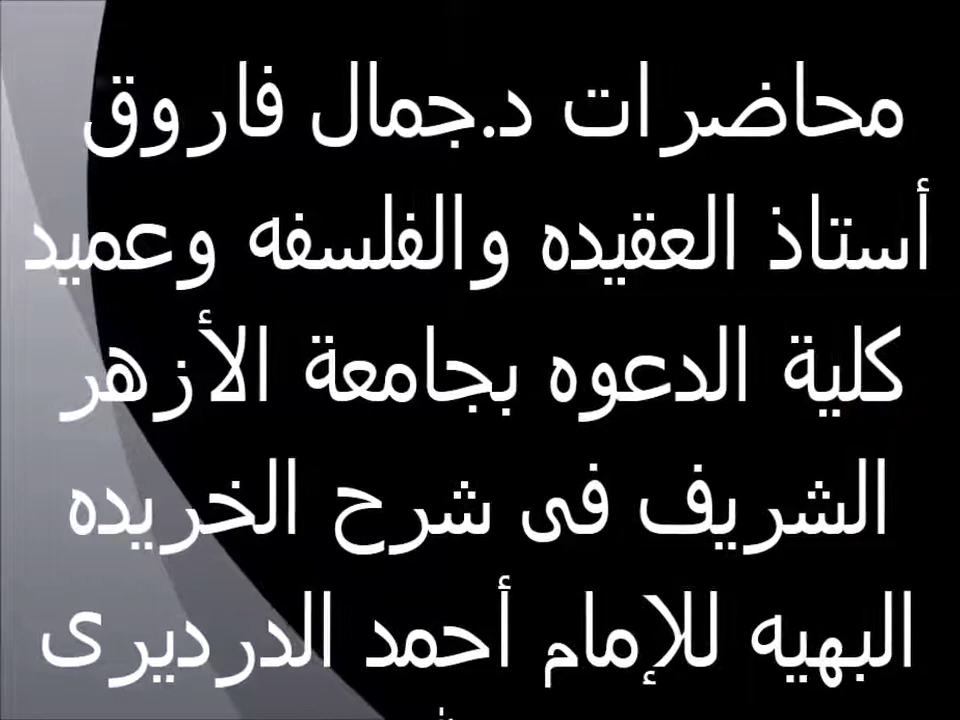 محاضرات د.جمال فاروق
أستاذ العقيده والفلسفه وعميد
كلية الدعوه بجامعة الأزهر
الشريف فى شرح الخريده
البهيه للإمام أحمد الدرديرى